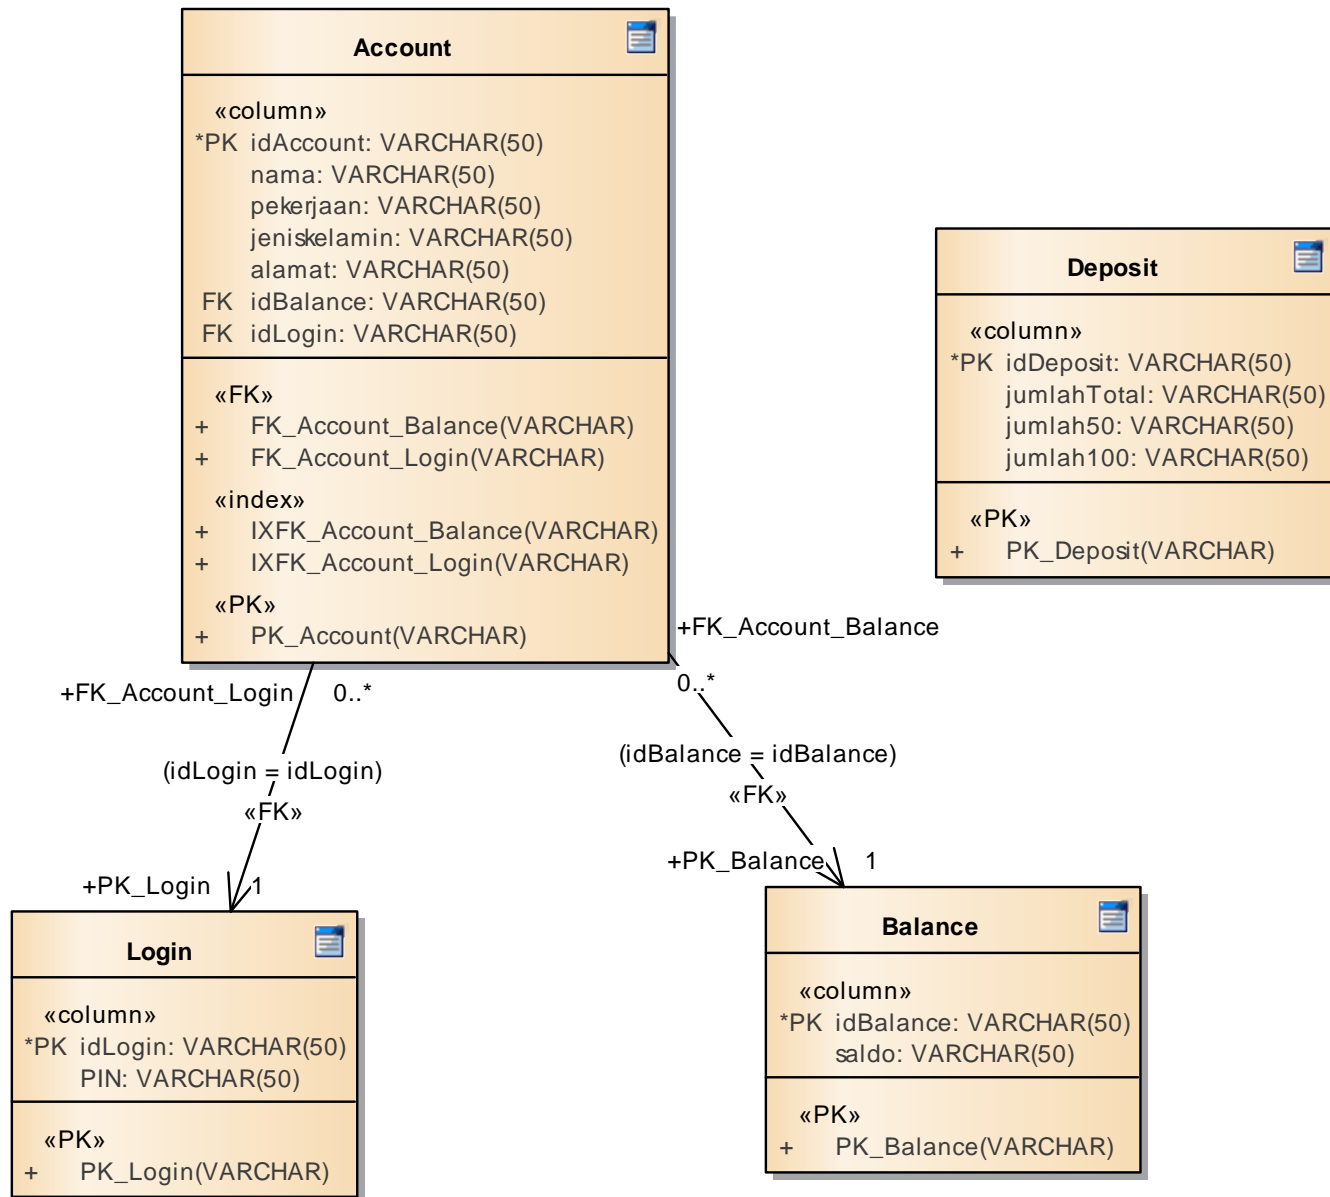 Account
«column»
*PK idAccount: VARCHAR(50)
nama: VARCHAR(50)
pekerjaan: VARCHAR(50)
jeniskelamin: VARCHAR(50)
alamat: VARCHAR(50)
FK idBalance: VARCHAR(50)
FK idLogin: VARCHAR(50)
«FK»
+ FK_Account_Balance(VARCHAR)
+ FK_Account_Login(VARCHAR)
«index»
+ IXFK_Account_Balance(VARCHAR)
+ IXFK_Account_Login(VARCHAR)
«PK»
+ PK_Account(VARCHAR)
Deposit
«column»
*PK idDeposit: VARCHAR(50)
jumlahTotal: VARCHAR(50)
jumlah50: VARCHAR(50)
jumlah100: VARCHAR(50)
«PK»
+ PK_Deposit(VARCHAR)
+FK_Account_Login 0..*
(idLogin = idLogin)
«FK»
+PK_Login 1
+FK_Account_Balance
0..*
(idBalance = idBalance)
«FK»
+PK_Balance 1
Login
«column»
*PK idLogin: VARCHAR(50)
PIN: VARCHAR(50)
«PK»
+ PK_Login(VARCHAR)
Balance
«column»
*PK idBalance: VARCHAR(50)
saldo: VARCHAR(50)
«PK»
+ PK_Balance(VARCHAR)